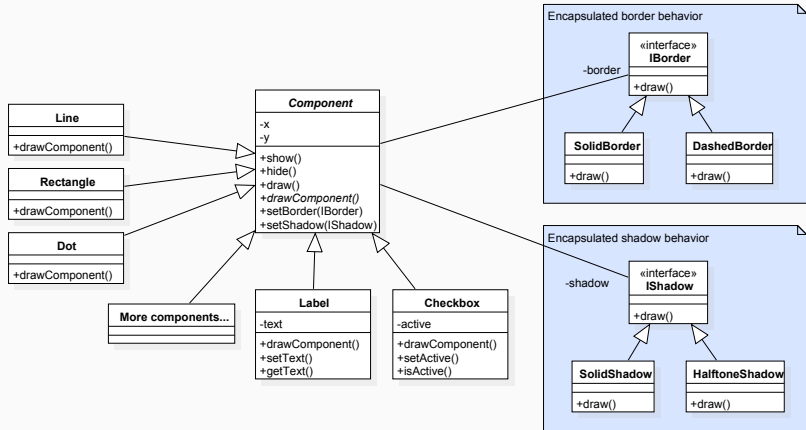 Line
+drawComponent()
Rectangle
+drawComponent()
Dot
+drawComponent()
Component
-x
-y
+show()
+hide()
+draw()
+drawComponent()
+setBorder(IBorder)
+setShadow(IShadow)
More components...
Label
-text
+drawComponent()
+setText()
+getText()
Checkbox
-active
+drawComponent()
+setActive()
+isActive()
Encapsulated border behavior
«interface»
IBorder
+draw()
-border
SolidBorder
+draw()
DashedBorder
+draw()
Encapsulated shadow behavior
«interface»
IShadow
+draw()
-shadow
SolidShadow
+draw()
HalftoneShadow
+draw()